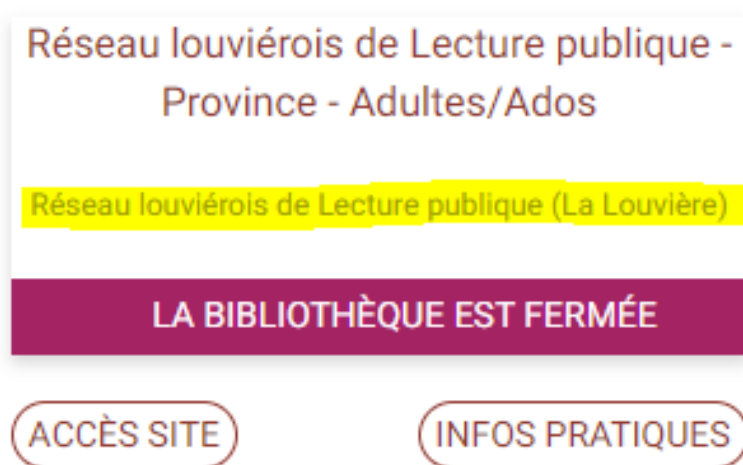 Réseau louviérois de Lecture publique -
Province - Adultes/Ados
Réseau louviérois de Lecture publique (La Louvière)
LA BIBLIOTHÈQUE EST FERMÉE
ACCÈS SITE
INFOS PRATIQUES